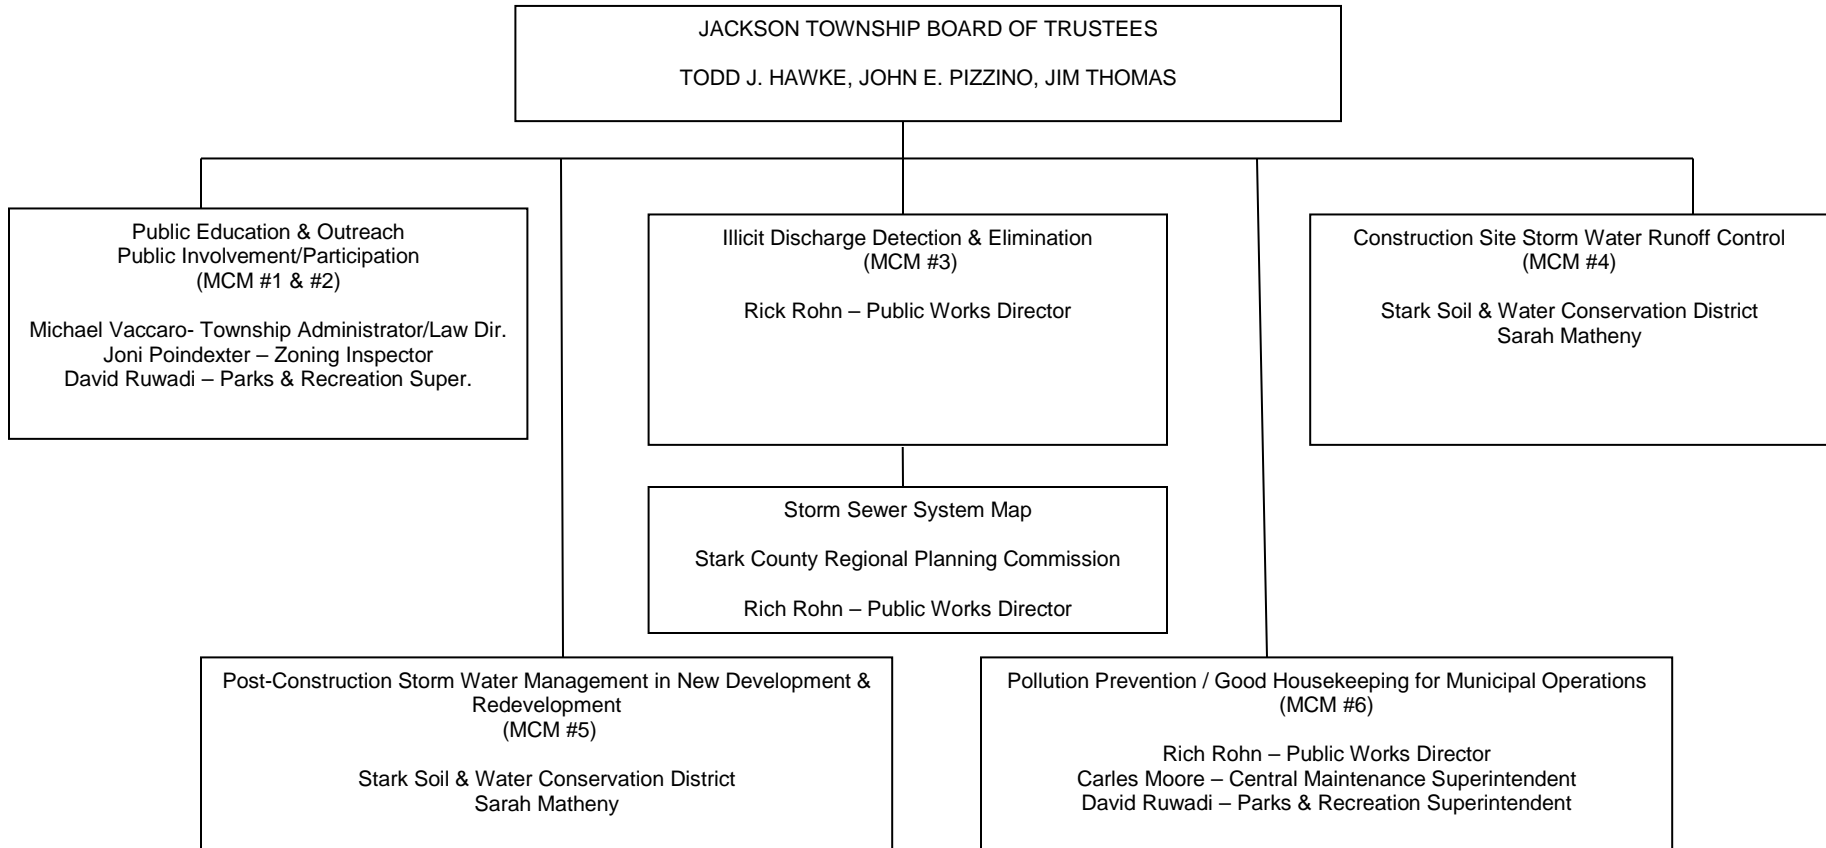 JACKSON TOWNSHIP BOARD OF TRUSTEES
TODD J. HAWKE, JOHN E. PIZZINO, JIM THOMAS
Public Education & Outreach
Public Involvement/Participation
(MCM #1 & #2)
Michael Vaccaro- Township Administrator/Law Dir.
Joni Poindexter – Zoning Inspector
David Ruwadi – Parks & Recreation Super.
Illicit Discharge Detection & Elimination
(MCM #3)
Rick Rohn – Public Works Director
Construction Site Storm Water Runoff Control
(MCM #4)
Stark Soil & Water Conservation District
Sarah Matheny
Storm Sewer System Map
Stark County Regional Planning Commission
Rich Rohn – Public Works Director
Post-Construction Storm Water Management in New Development &
Redevelopment
(MCM #5)
Stark Soil & Water Conservation District
Sarah Matheny
Pollution Prevention / Good Housekeeping for Municipal Operations
(MCM #6)
Rich Rohn – Public Works Director
Carles Moore – Central Maintenance Superintendent
David Ruwadi – Parks & Recreation Superintendent